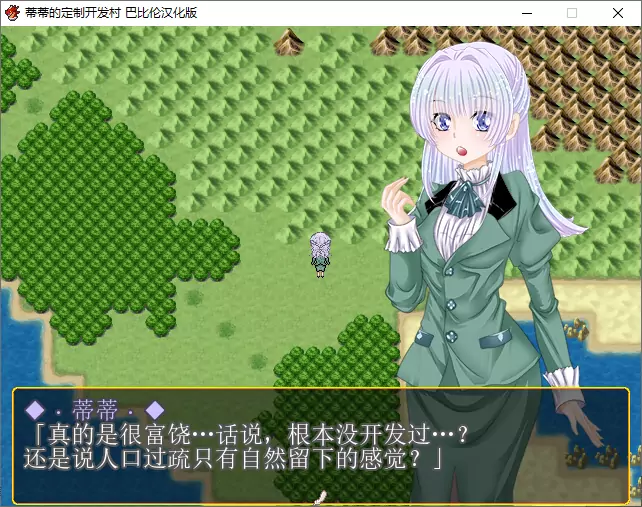 蒂蒂的定制开发村 巴比伦汉化版
◆.蒂蒂.◆
「真的是很富饶…话说，根本没开发过…？
还是说人口过疏只有自然留下的感觉？」